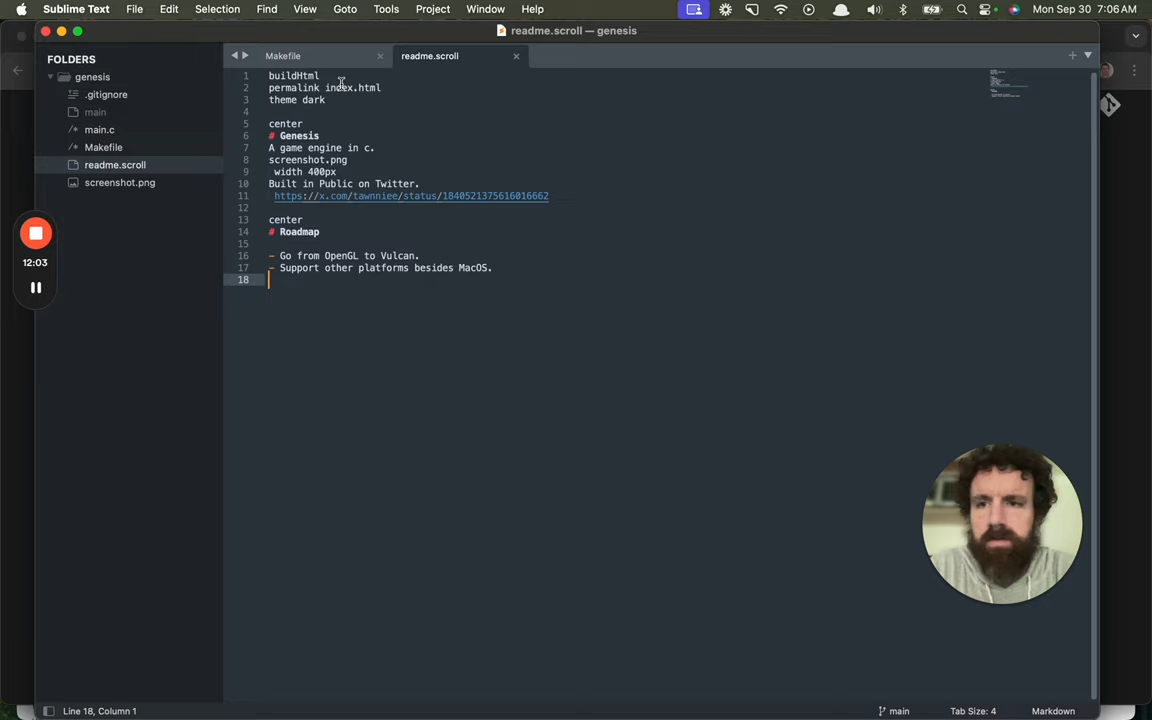 Sublime Text File Edit Selection Find View Goto Tools Project Window Help Mon Sep 30 7:06 AM
readme.scroll — genesis
FOLDERS
genesis
.gitignore
main
main.c
Makefile
readme.scroll
screenshot.png
12:03
Makefile
readme.scroll
1 buildHtml
2 permalink index.html
3 theme dark
4
5 center
6 # Genesis
7 A game engine in c.
8 screenshot.png
9 width 400px
10 Built in Public on Twitter.
11 https://x.com/tawnniee/status/1840521375616016662
12
13 center
14 # Roadmap
15
16 - Go from OpenGL to Vulcan.
17 - Support other platforms besides MacOS.
18
Line 18, Column 1 main Tab Size: 4 Markdown